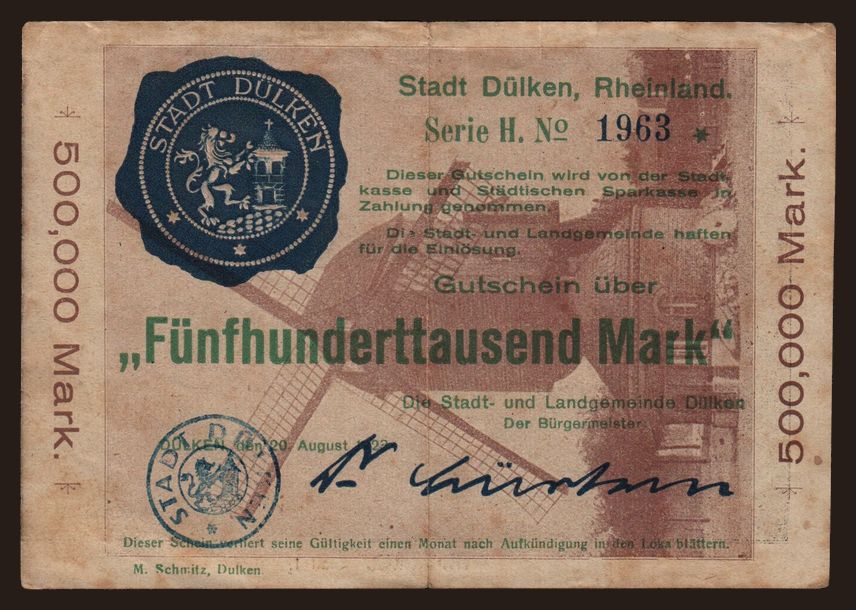 STADT DÜLKEN
Stadt Dülken, Rheinland.
Serie H. No 1963 *
Dieser Gutschein wird von der Stadt-
kasse und Städtischen Sparkasse in
Zahlung genommen.
Die Stadt- und Landgemeinde haften
für die Einlösung.
Gutschein über
„Fünfhunderttausend Mark“
Die Stadt- und Landgemeinde Dülken
Der Bürgermeister.
DÜLKEN, den 20. August 1923
STADT DÜLKEN
Dieser Schein verliert seine Gültigkeit einen Monat nach Aufkündigung in den Lokalblättern.
M. Schmitz, Dulken
500,000 Mark.
500,000 Mark.